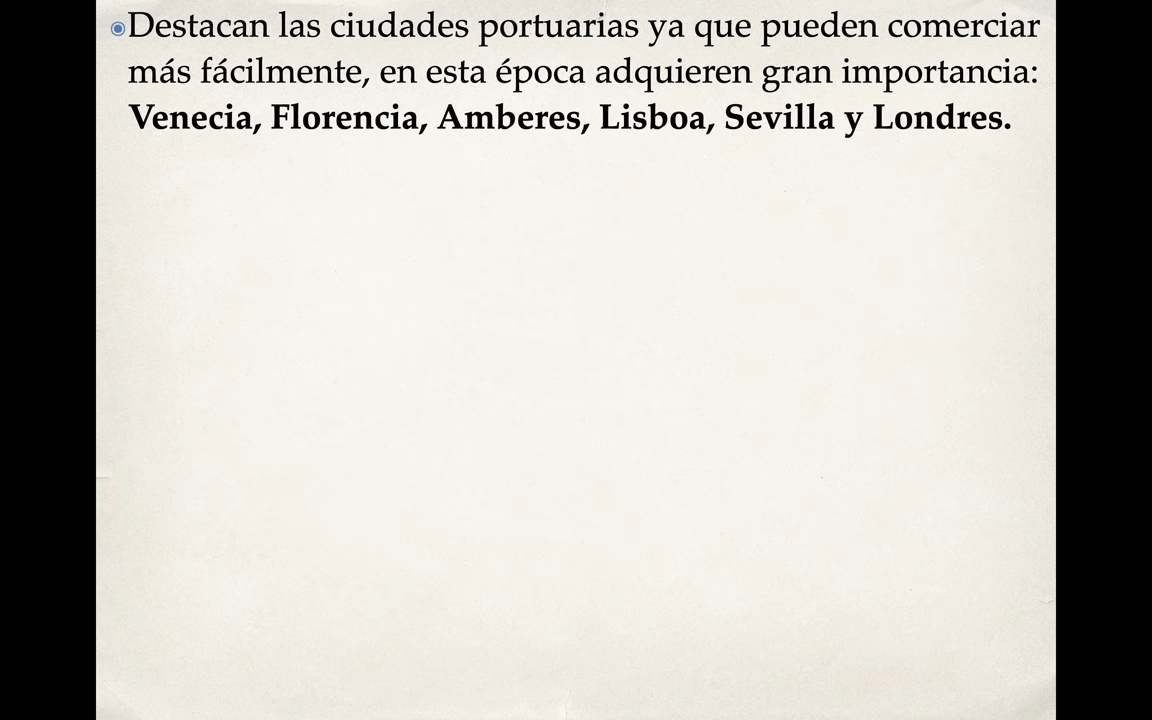 Destacan las ciudades portuarias ya que pueden comerciar
más fácilmente, en esta época adquieren gran importancia:
Venecia, Florencia, Amberes, Lisboa, Sevilla y Londres.